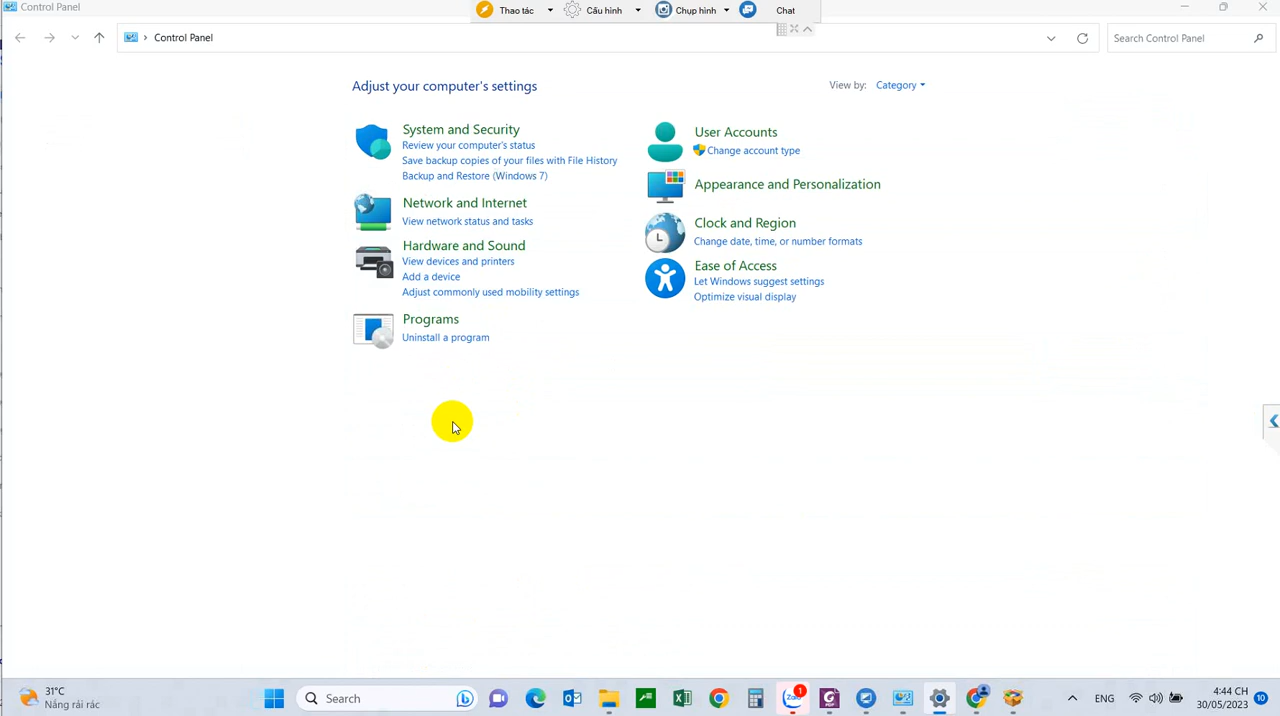 Control Panel
Thao tác
Cấu hình
Chụp hình
Chat
Control Panel
Search Control Panel
Adjust your computer's settings
View by: Category
System and Security
Review your computer's status
Save backup copies of your files with File History
Backup and Restore (Windows 7)
Network and Internet
View network status and tasks
Hardware and Sound
View devices and printers
Add a device
Adjust commonly used mobility settings
Programs
Uninstall a program
User Accounts
Change account type
Appearance and Personalization
Clock and Region
Change date, time, or number formats
Ease of Access
Let Windows suggest settings
Optimize visual display
31°C
Nắng rải rác
Search
Zalo
1
PDF
ENG
4:44 CH
30/05/2023
10